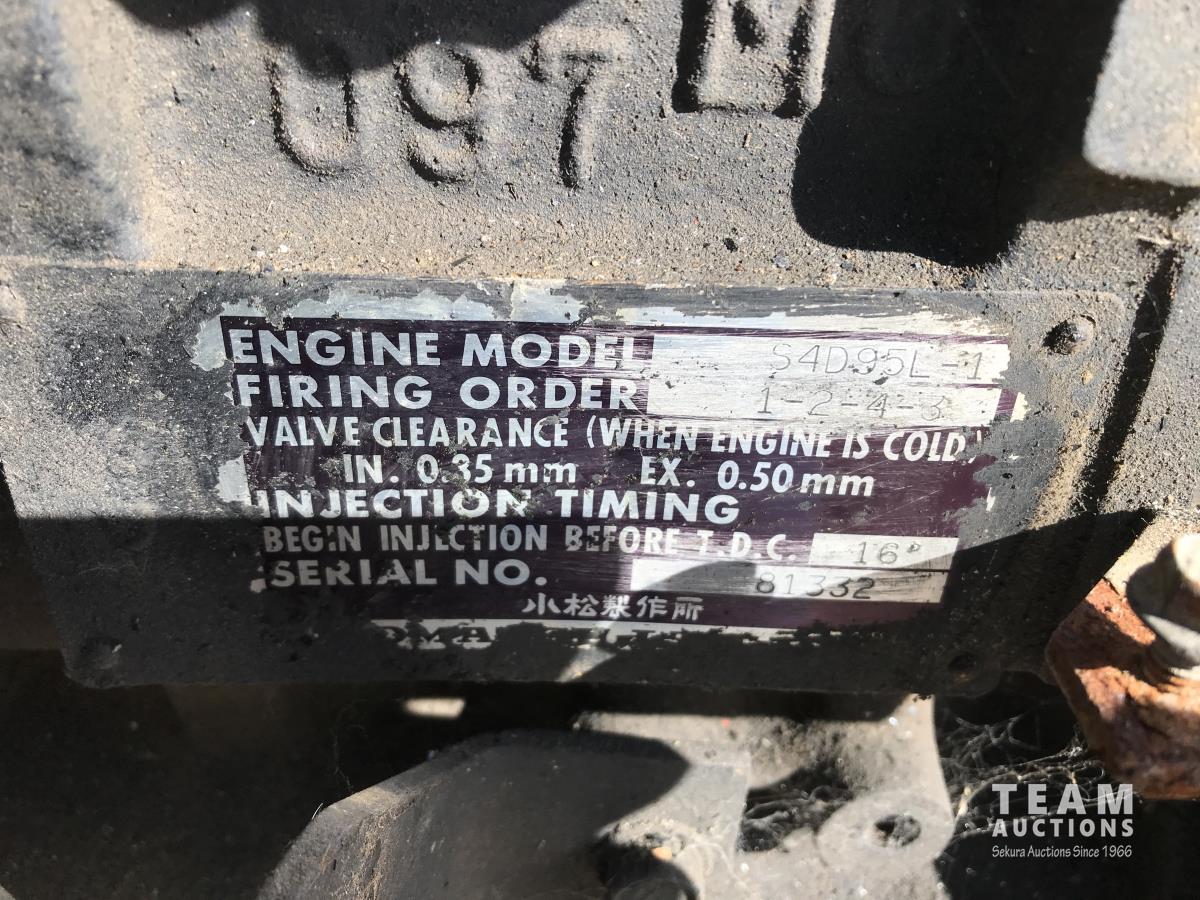 097
ENGINE MODEL S4D95L-1
FIRING ORDER 1-2-4-3
VALVE CLEARANCE (WHEN ENGINE IS COLD)
IN. 0.35 mm EX. 0.50 mm
INJECTION TIMING
BEGIN INJECTION BEFORE T.D.C. 16°
SERIAL NO. 81332
小松製作所
TEAM
AUCTIONS
Sekura Auctions Since 1966